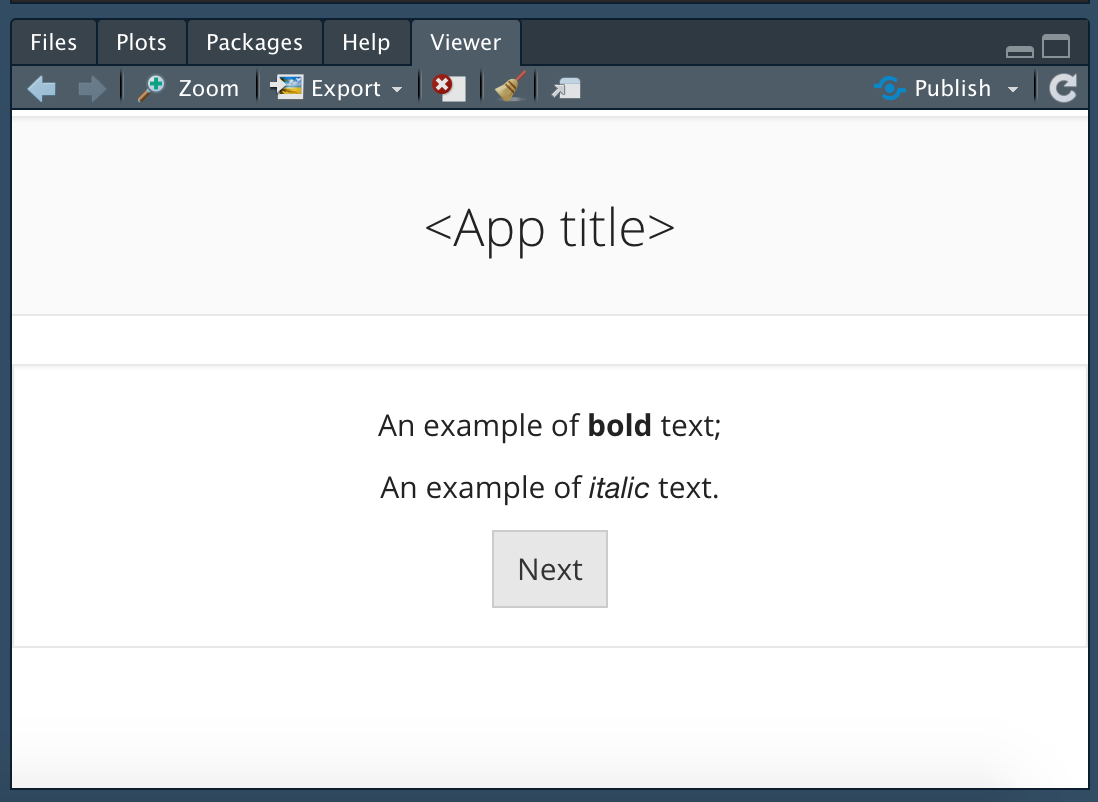 Files Plots Packages Help Viewer
Zoom Export Publish
<App title>
An example of bold text;
An example of italic text.
Next